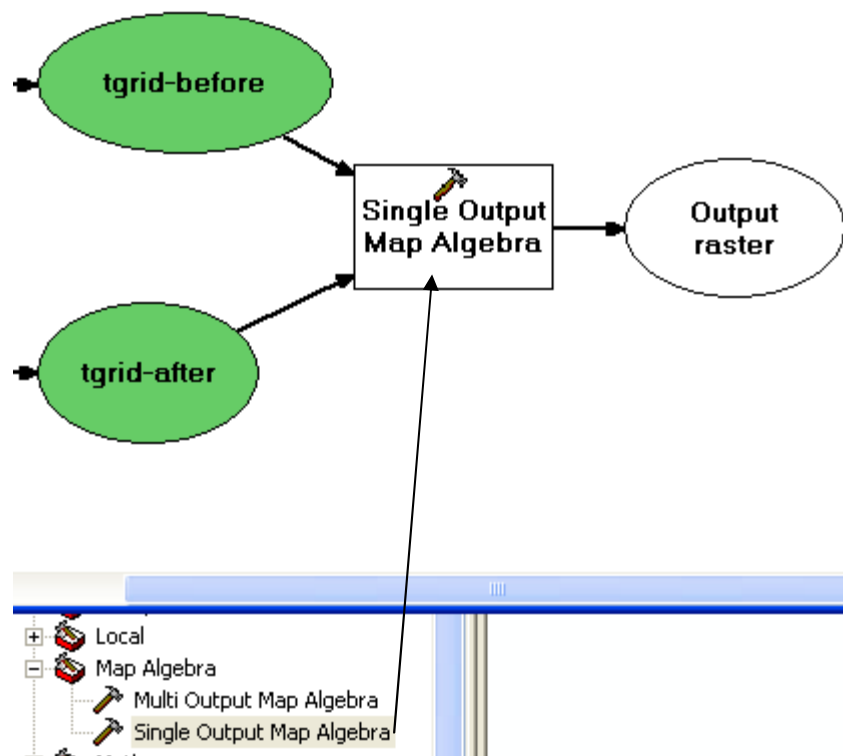 tgrid-before
Single Output
Map Algebra
Output
raster
tgrid-after
Local
Map Algebra
Multi Output Map Algebra
Single Output Map Algebra